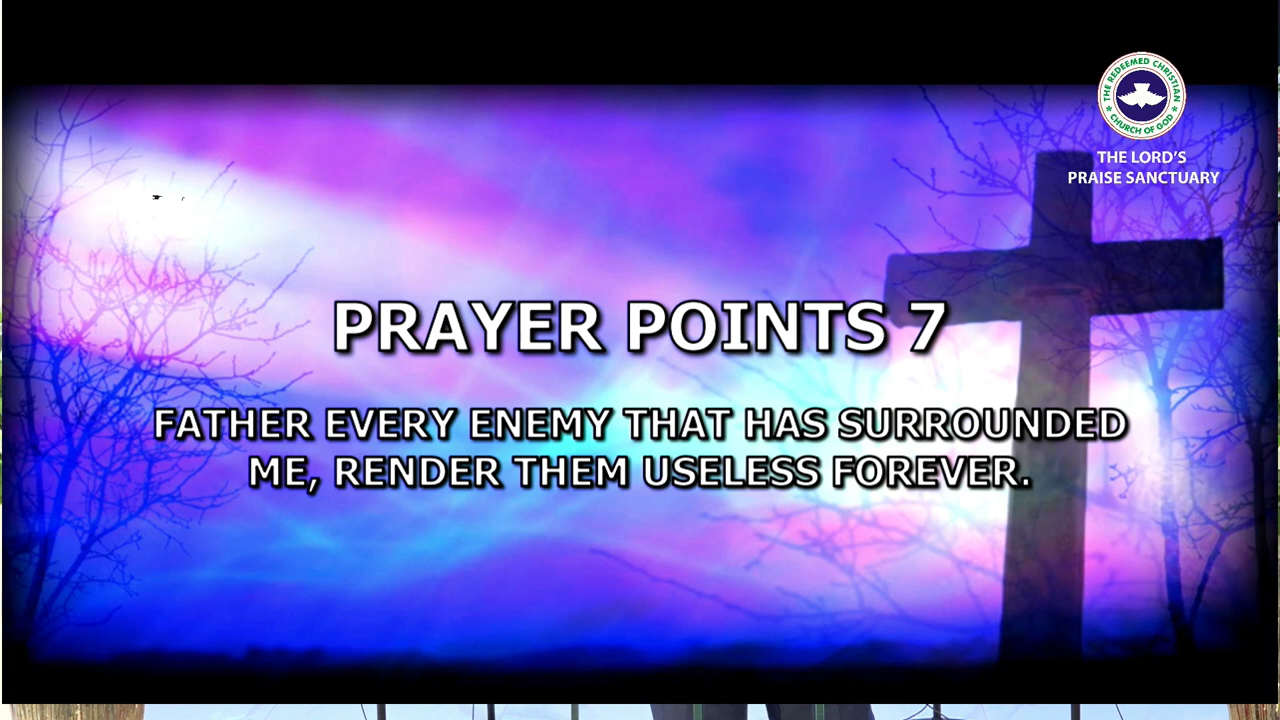 THE REDEEMED CHRISTIAN
CHURCH OF GOD
THE LORD'S
PRAISE SANCTUARY
PRAYER POINTS 7
FATHER EVERY ENEMY THAT HAS SURROUNDED
ME, RENDER THEM USELESS FOREVER.